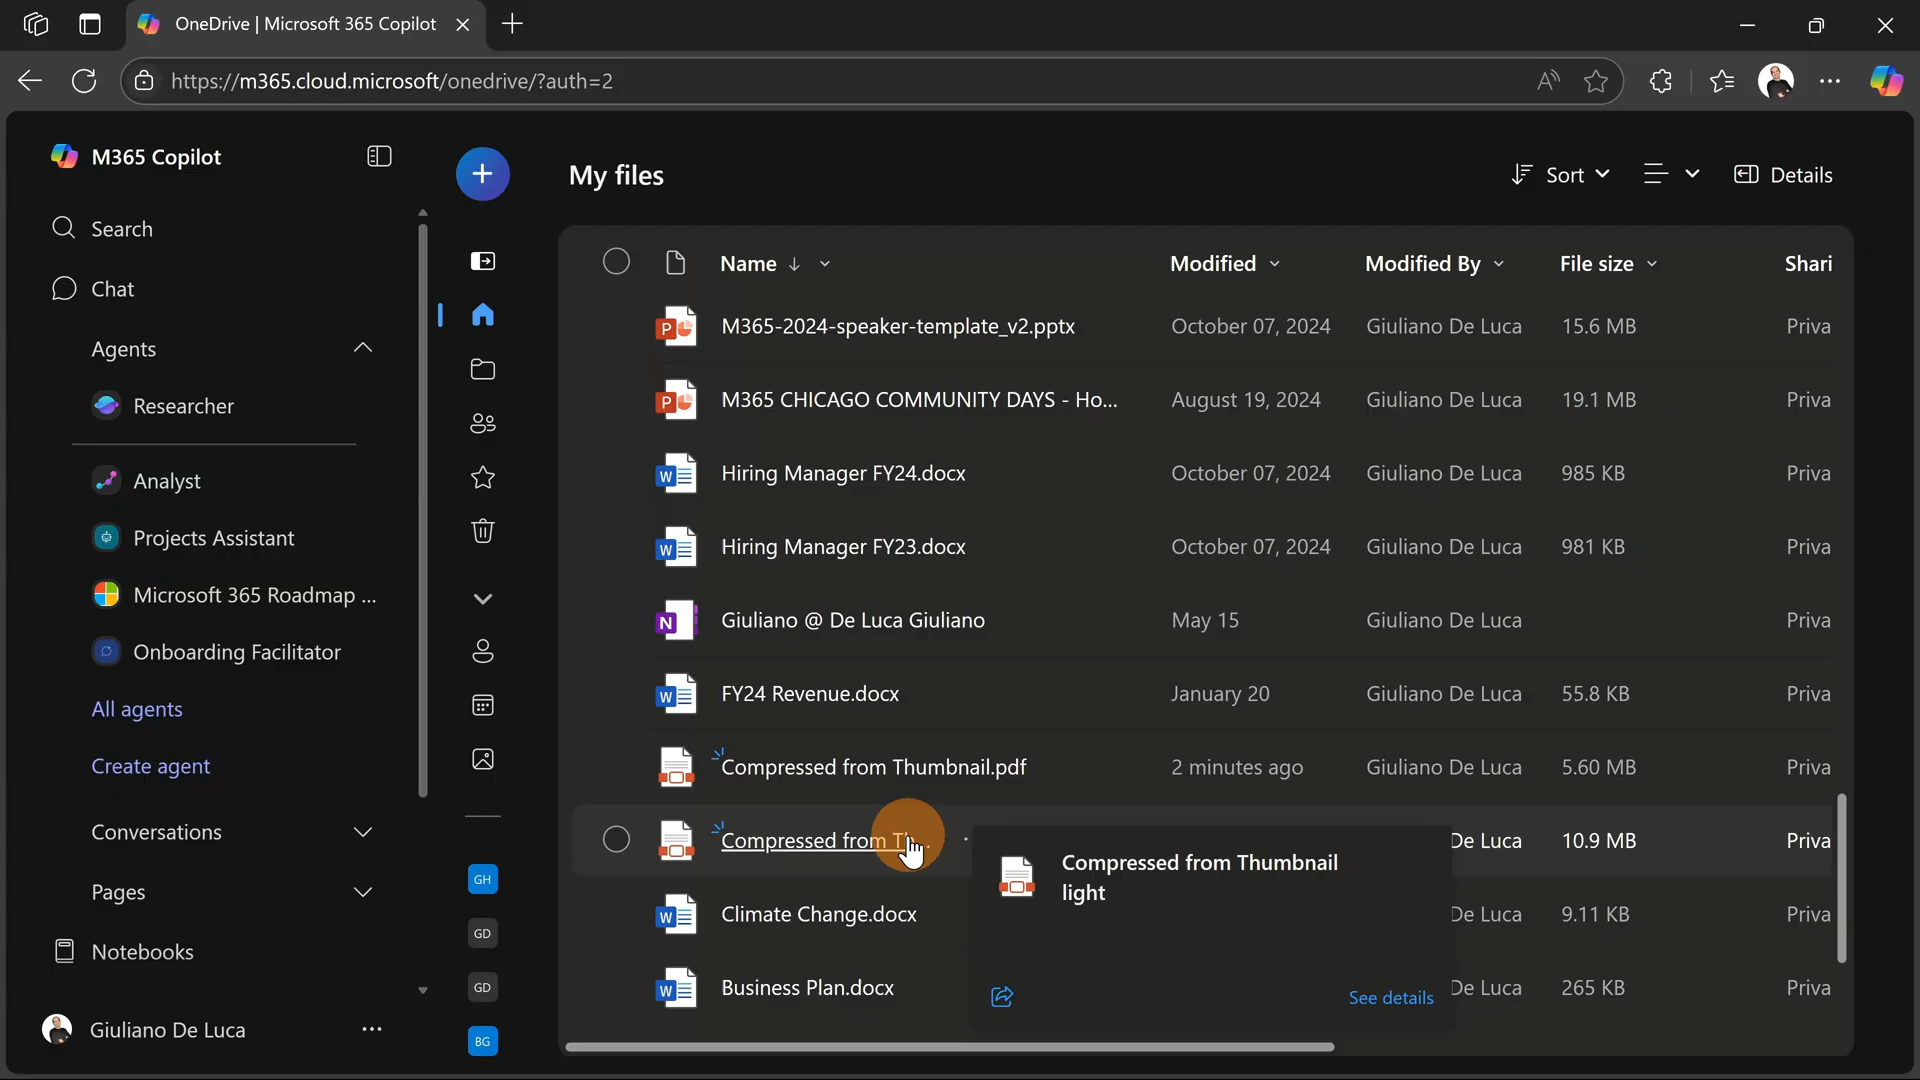 OneDrive | Microsoft 365 Copilot
https://m365.cloud.microsoft/onedrive/?auth=2
M365 Copilot
Search
Chat
Agents
Researcher
Analyst
Projects Assistant
Microsoft 365 Roadmap ...
Onboarding Facilitator
All agents
Create agent
Conversations
Pages
Notebooks
Giuliano De Luca
GH
GD
GD
BG
My files
Sort
Details
Name Modified Modified By File size Shari
M365-2024-speaker-template_v2.pptx October 07, 2024 Giuliano De Luca 15.6 MB Priva
M365 CHICAGO COMMUNITY DAYS - Ho... August 19, 2024 Giuliano De Luca 19.1 MB Priva
Hiring Manager FY24.docx October 07, 2024 Giuliano De Luca 985 KB Priva
Hiring Manager FY23.docx October 07, 2024 Giuliano De Luca 981 KB Priva
Giuliano @ De Luca Giuliano May 15 Giuliano De Luca Priva
FY24 Revenue.docx January 20 Giuliano De Luca 55.8 KB Priva
Compressed from Thumbnail.pdf 2 minutes ago Giuliano De Luca 5.60 MB Priva
Compressed from Th... De Luca 10.9 MB Priva
Climate Change.docx De Luca 9.11 KB Priva
Business Plan.docx De Luca 265 KB Priva
Compressed from Thumbnail
light
See details